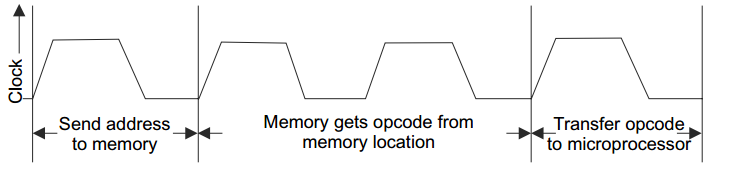 Clock
Send address
to memory
Memory gets opcode from
memory location
Transfer opcode
to microprocessor